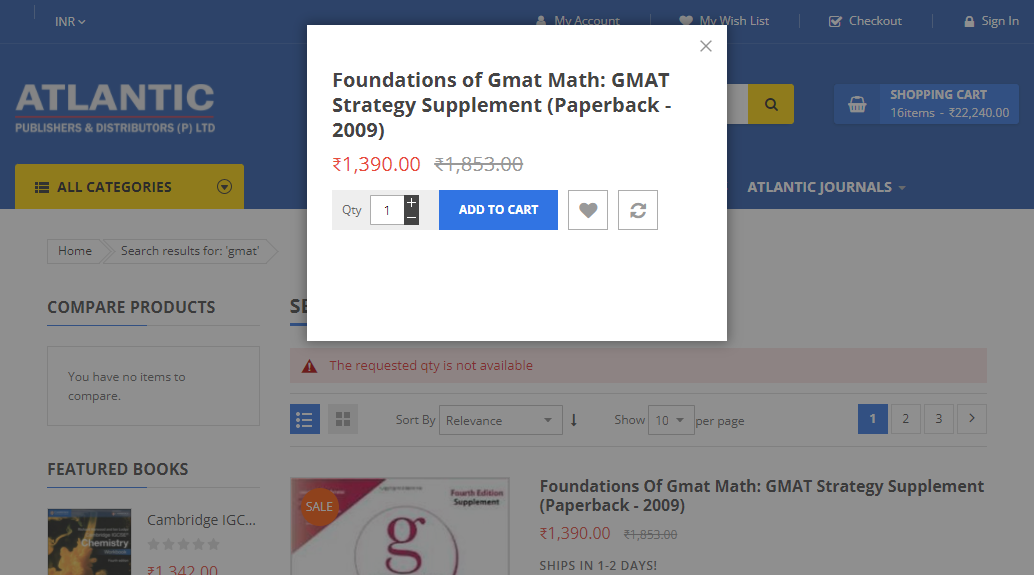 INR
My Account
My Wish List
Checkout
Sign In
ATLANTIC
PUBLISHERS & DISTRIBUTORS (P) LTD
SHOPPING CART
16items - ₹22,240.00
ALL CATEGORIES
ATLANTIC JOURNALS
Foundations of Gmat Math: GMAT
Strategy Supplement (Paperback -
2009)
₹1,390.00 ₹1,853.00
Qty 1 + − ADD TO CART
Home
Search results for: 'gmat'
COMPARE PRODUCTS
You have no items to
compare.
SE
The requested qty is not available
Sort By Relevance
Show 10 per page
1 2 3
FEATURED BOOKS
Cambridge IGC...
Chemistry
₹1,342.00
SALE
Fourth Edition
Supplement
g
Foundations Of Gmat Math: GMAT Strategy Supplement
(Paperback - 2009)
₹1,390.00 ₹1,853.00
SHIPS IN 1-2 DAYS!